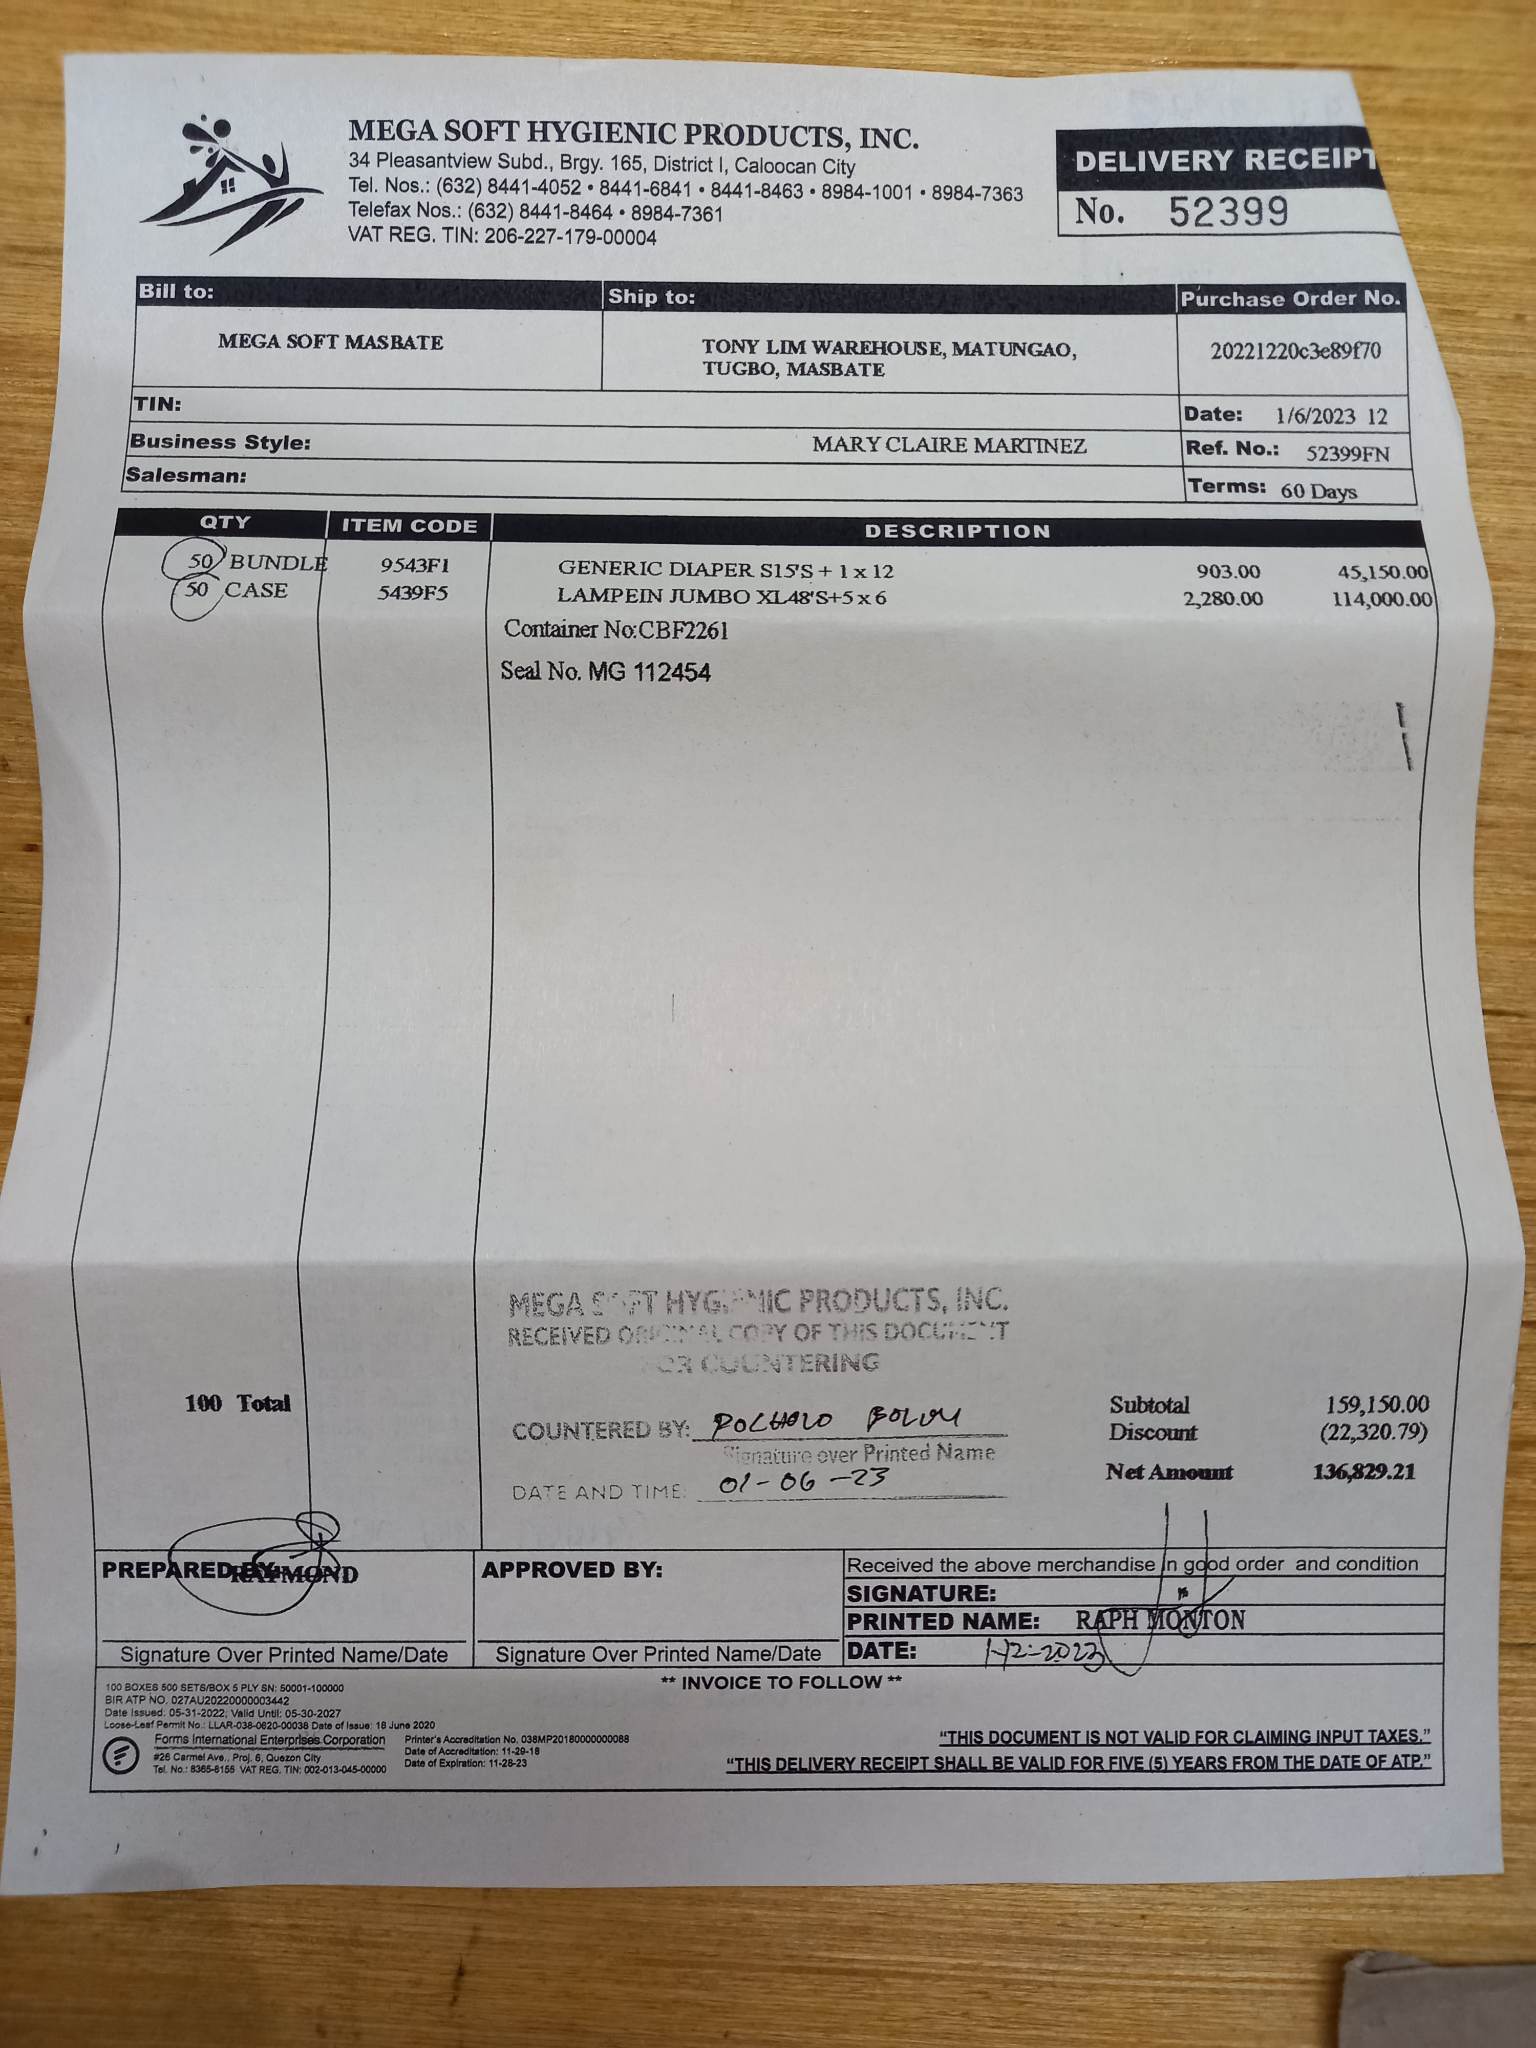 MEGA SOFT HYGIENIC PRODUCTS, INC.
34 Pleasantview Subd., Brgy. 165, District I, Caloocan City
Tel. Nos.: (632) 8441-4052 • 8441-6841 • 8441-8463 • 8984-1001 • 8984-7363
Telefax Nos.: (632) 8441-8464 • 8984-7361
VAT REG. TIN: 206-227-179-00004
DELIVERY RECEIPT
No. 52399
Bill to: Ship to: Purchase Order No.
MEGA SOFT MASBATE TONY LIM WAREHOUSE, MATUNGAO, 20221220c3e89f70
TUGBO, MASBATE
TIN: Date: 1/6/2023 12
Business Style: MARY CLAIRE MARTINEZ Ref. No.: 52399FN
Salesman: Terms: 60 Days
QTY ITEM CODE DESCRIPTION
50 BUNDLE 9543F1 GENERIC DIAPER S15'S + 1 x 12 903.00 45,150.00
50 CASE 5439F5 LAMPEIN JUMBO XL48'S+5 x 6 2,280.00 114,000.00
Container No:CBF2261
Seal No. MG 112454
MEGA SOFT HYGIENIC PRODUCTS, INC.
RECEIVED ORIGINAL COPY OF THIS DOCUMENT
FOR COUNTERING
100 Total Subtotal 159,150.00
COUNTERED BY: Discount (22,320.79)
Signature over Printed Name
Net Amount 136,829.21
DATE AND TIME: 01-06-23
PREPARED BY: RAYMOND APPROVED BY: Received the above merchandise in good order and condition
SIGNATURE:
PRINTED NAME: RAPH MONTON
Signature Over Printed Name/Date Signature Over Printed Name/Date DATE: 1-12-2023
** INVOICE TO FOLLOW **
100 BOXES 500 SETS/BOX 5 PLY SN: 50001-100000
BIR ATP NO. 027AU20220000003442
Date Issued: 05-31-2022; Valid Until: 05-30-2027
Loose-Leaf Permit No.: LLAR-038-0620-00038 Date of Issue: 18 June 2020
Forms International Enterprises Corporation Printer's Accreditation No. 038MP20180000000088
#26 Carmel Ave., Proj. 6, Quezon City Date of Accreditation: 11-29-18
Tel. No.: 8365-8155 VAT REG. TIN: 002-013-045-00000 Date of Expiration: 11-28-23
"THIS DOCUMENT IS NOT VALID FOR CLAIMING INPUT TAXES."
"THIS DELIVERY RECEIPT SHALL BE VALID FOR FIVE (5) YEARS FROM THE DATE OF ATP."